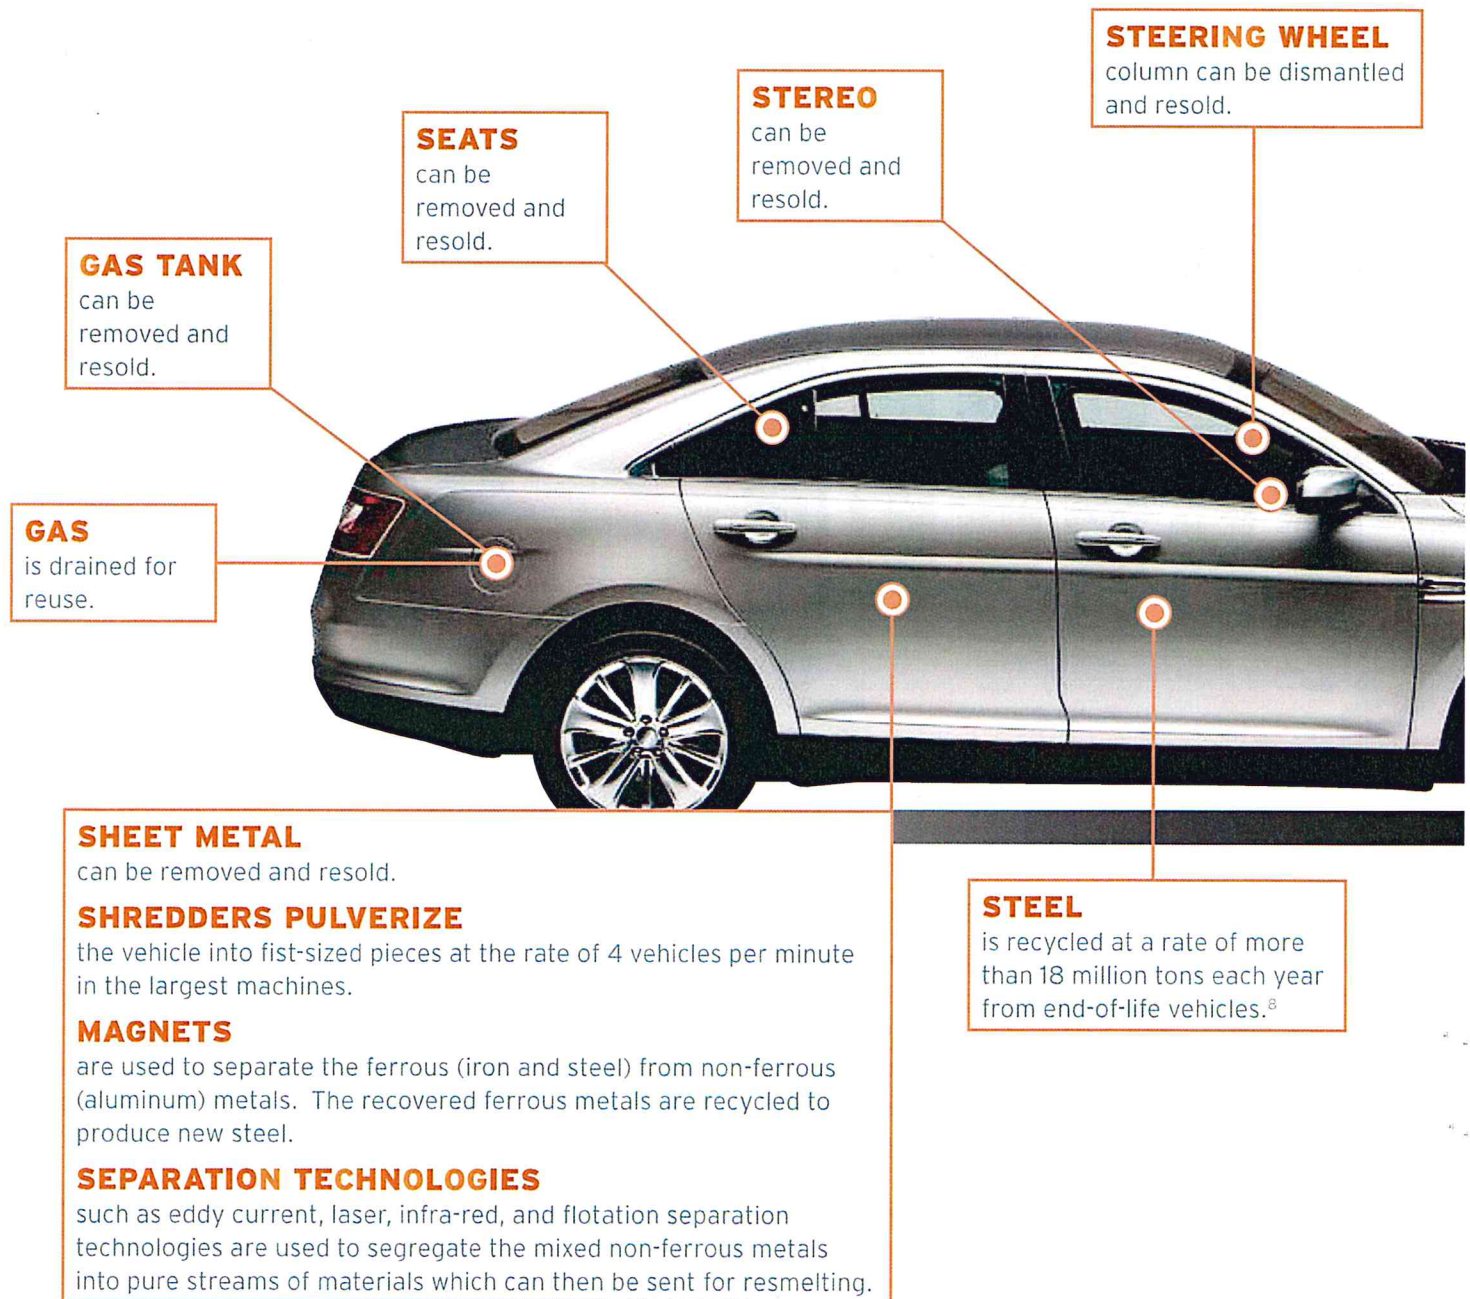 STEERING WHEEL
column can be dismantled
and resold.
STEREO
can be
removed and
resold.
SEATS
can be
removed and
resold.
GAS TANK
can be
removed and
resold.
GAS
is drained for
reuse.
SHEET METAL
can be removed and resold.
SHREDDERS PULVERIZE
the vehicle into fist-sized pieces at the rate of 4 vehicles per minute
in the largest machines.
MAGNETS
are used to separate the ferrous (iron and steel) from non-ferrous
(aluminum) metals. The recovered ferrous metals are recycled to
produce new steel.
SEPARATION TECHNOLOGIES
such as eddy current, laser, infra-red, and flotation separation
technologies are used to segregate the mixed non-ferrous metals
into pure streams of materials which can then be sent for resmelting.
STEEL
is recycled at a rate of more
than 18 million tons each year
from end-of-life vehicles.⁸